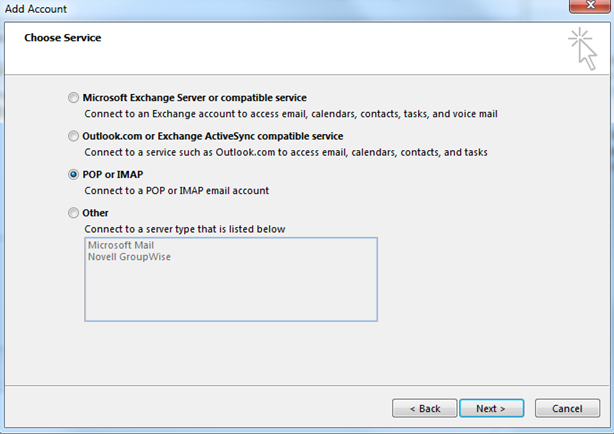 Add Account
Choose Service
Microsoft Exchange Server or compatible service
Connect to an Exchange account to access email, calendars, contacts, tasks, and voice mail
Outlook.com or Exchange ActiveSync compatible service
Connect to a service such as Outlook.com to access email, calendars, contacts, and tasks
POP or IMAP
Connect to a POP or IMAP email account
Other
Connect to a server type that is listed below
Microsoft Mail
Novell GroupWise
< Back Next > Cancel